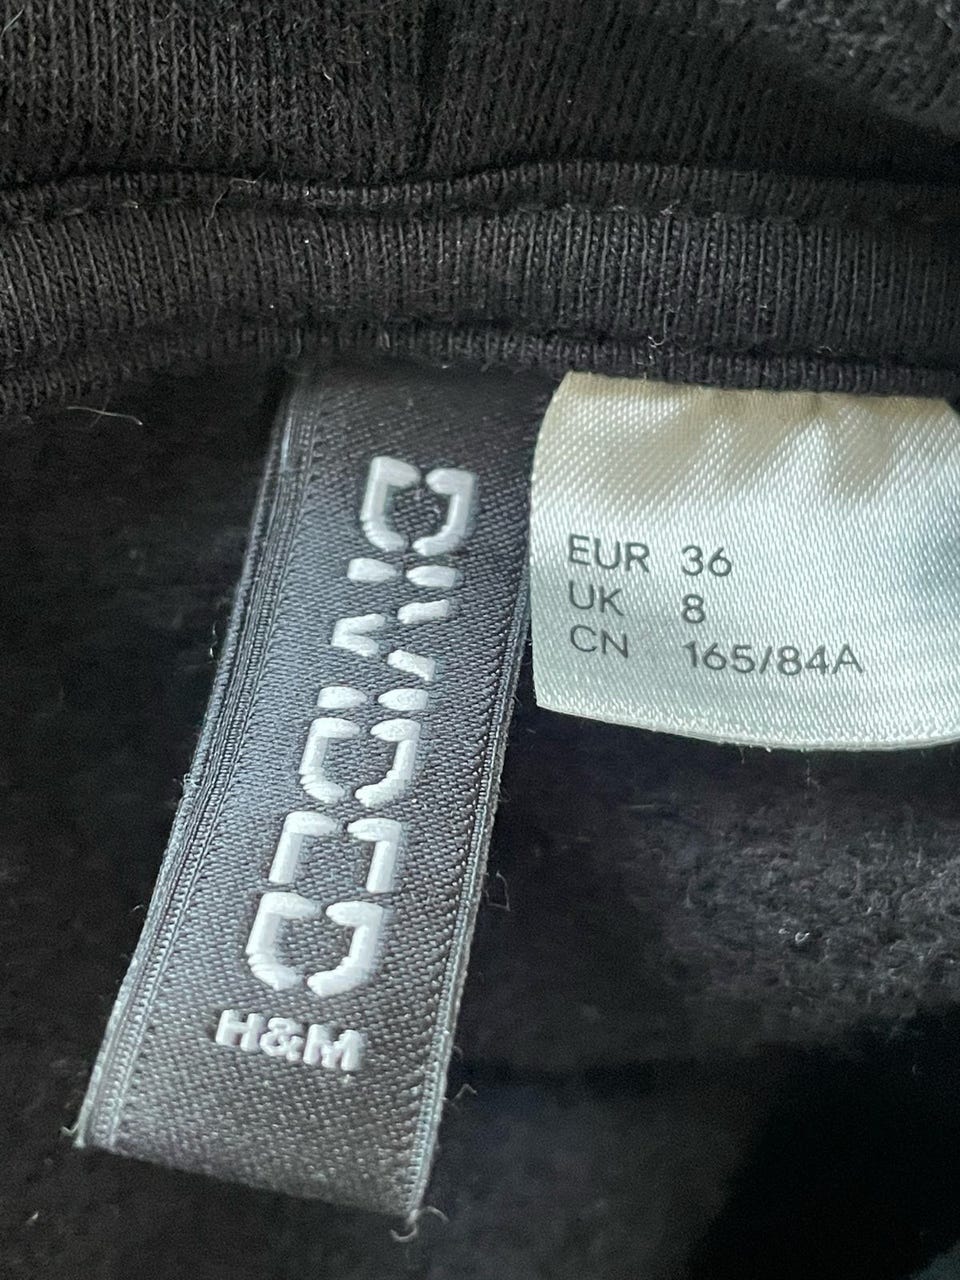 DIVIDED
H&M
EUR 36
UK 8
CN 165/84A